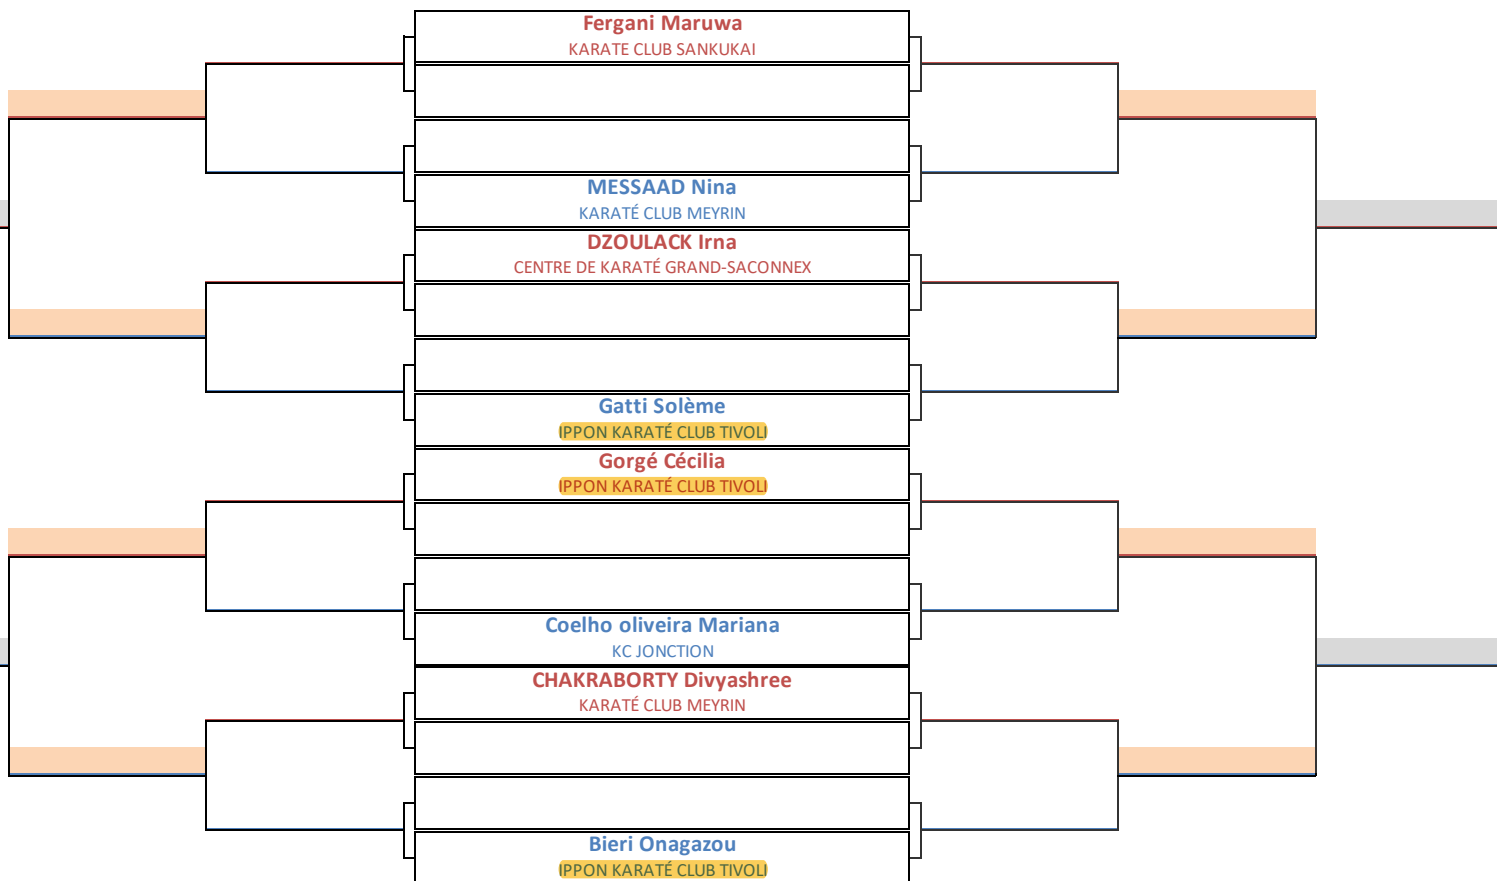 Fergani Maruwa
KARATE CLUB SANKUKAI
MESSAAD Nina
KARATÉ CLUB MEYRIN
DZOULACK Irna
CENTRE DE KARATÉ GRAND-SACONNEX
Gatti Solème
IPPON KARATÉ CLUB TIVOLI
Gorgé Cécilia
IPPON KARATÉ CLUB TIVOLI
Coelho oliveira Mariana
KC JONCTION
CHAKRABORTY Divyashree
KARATÉ CLUB MEYRIN
Bieri Onagazou
IPPON KARATÉ CLUB TIVOLI